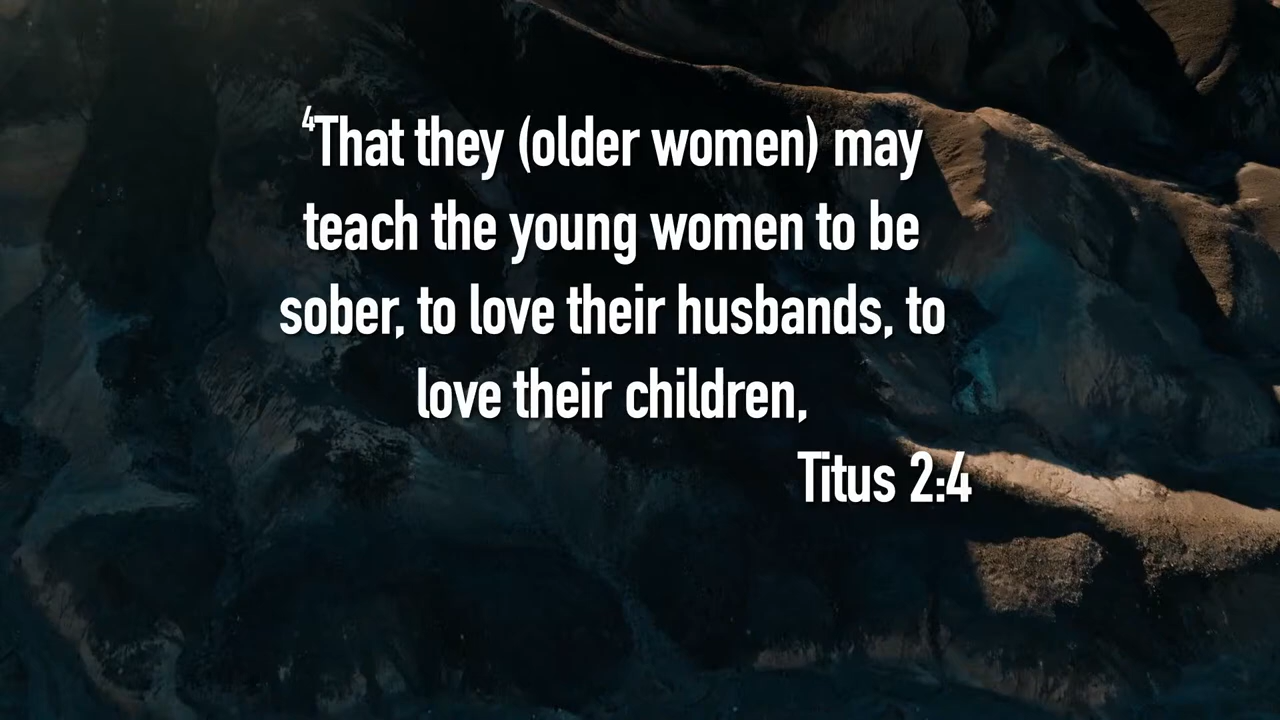 4That they (older women) may
teach the young women to be
sober, to love their husbands, to
love their children,
Titus 2:4